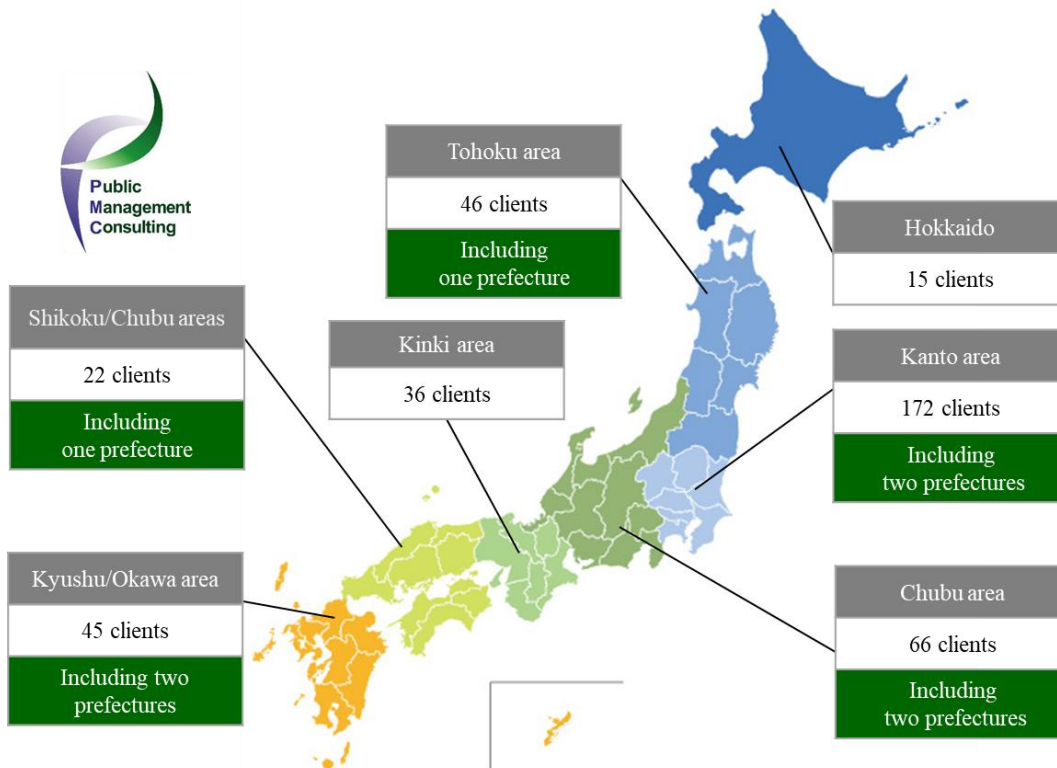 Public
Management
Consulting
Tohoku area
46 clients
Including
one prefecture
Hokkaido
15 clients
Shikoku/Chubu areas
22 clients
Including
one prefecture
Kinki area
36 clients
Kanto area
172 clients
Including
two prefectures
Kyushu/Okawa area
45 clients
Including two
prefectures
Chubu area
66 clients
Including
two prefectures